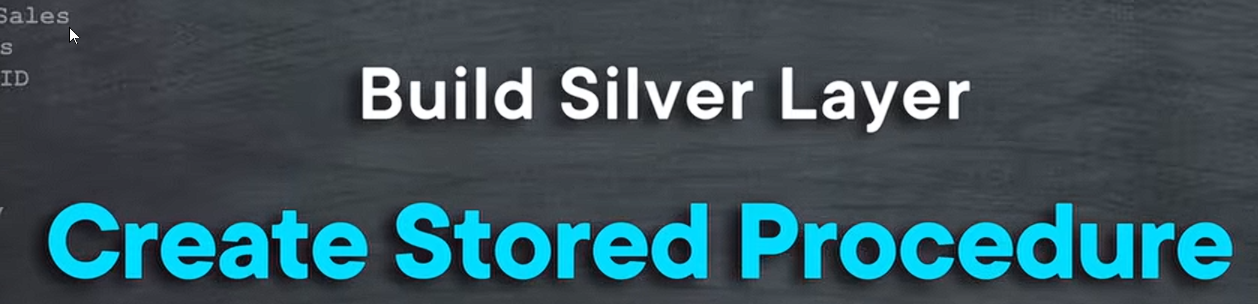 Sales
s
ID
Build Silver Layer
Create Stored Procedure